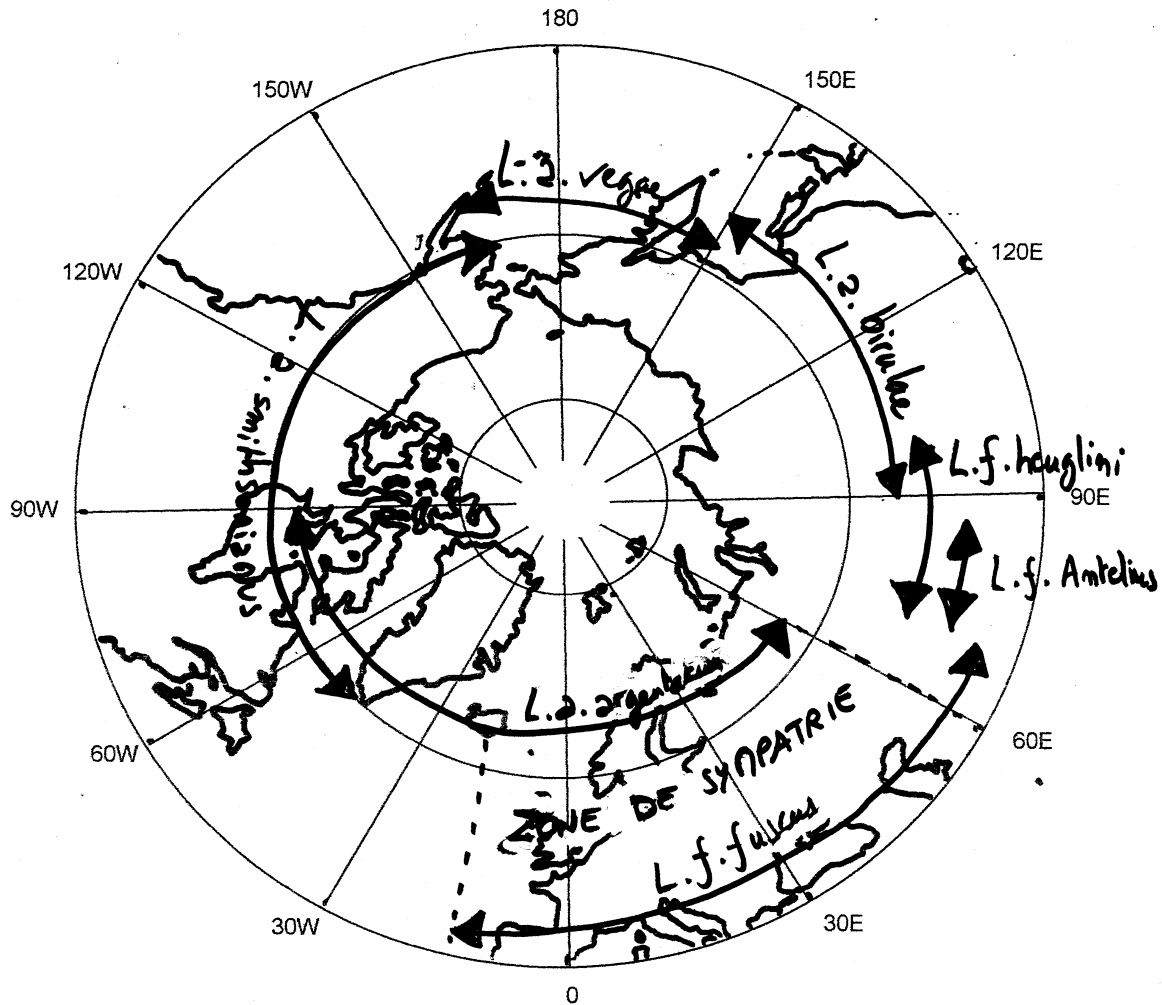 180
150W
150E
L. a. vegae
120W
120E
L. a. birulae
L. a. smithsonianus
L. f. heuglini
90W
90E
L. f. Antelius
L. a. argentatus
60W
60E
ZONE DE SYMPATRIE
L. f. fuscus
30W
30E
0